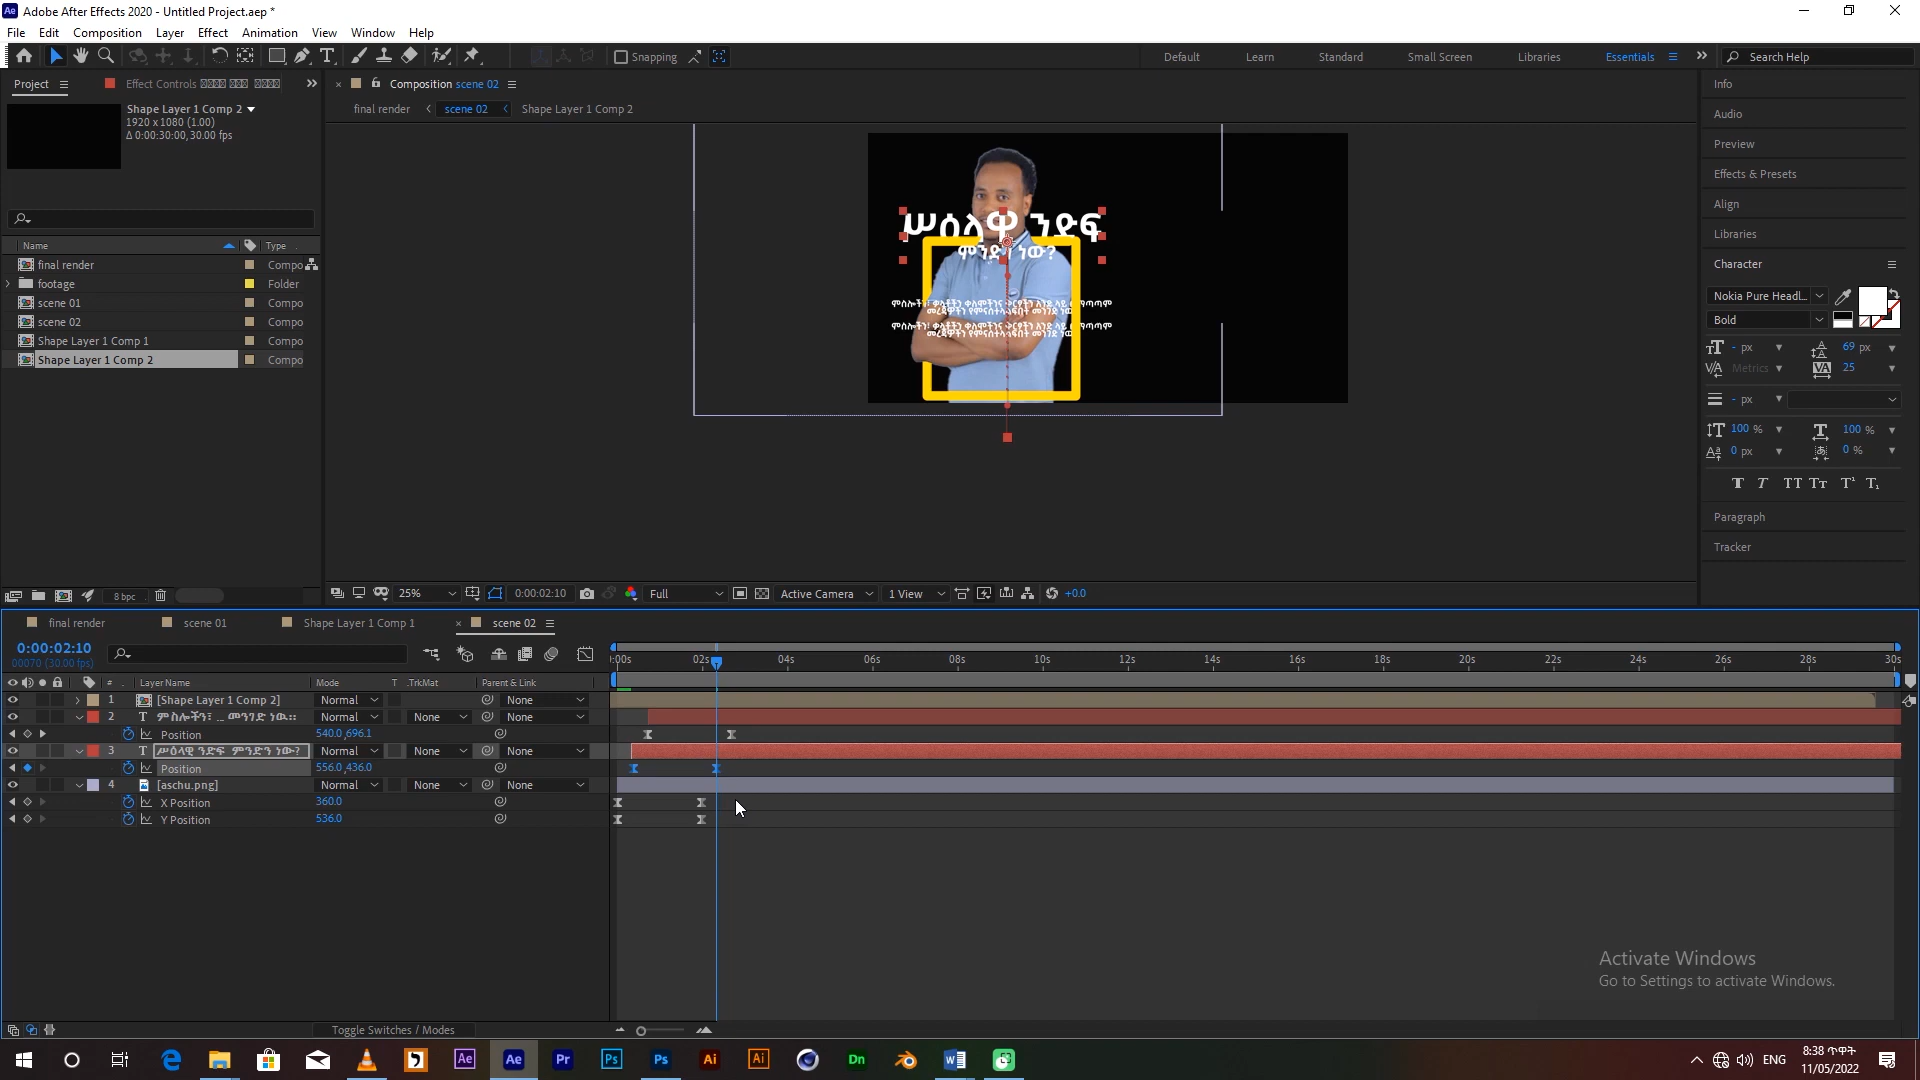 Adobe After Effects 2020 - Untitled Project.aep *
File Edit Composition Layer Effect Animation View Window Help
Snapping
Default Learn Standard Small Screen Libraries Essentials Search Help
Project Effect Controls
Composition scene 02
final render scene 02 Shape Layer 1 Comp 2
Shape Layer 1 Comp 2
1920 x 1080 (1.00)
Δ 0:00:30:00, 30.00 fps
Name Type
final render Compo
footage Folder
scene 01 Compo
scene 02 Compo
Shape Layer 1 Comp 1 Compo
Shape Layer 1 Comp 2 Compo
8 bpc
ሥዕላዊ ንድፍ
ምንድን ነው?
25% 0:00:02:10 Full Active Camera 1 View +0.0
Info
Audio
Preview
Effects & Presets
Align
Libraries
Character
Nokia Pure Headl...
Bold
- px 69 px
Metrics 25
- px
100 % 100 %
0 px 0 %
Paragraph
Tracker
final render scene 01 Shape Layer 1 Comp 1 scene 02
0:00:02:10
00070 (30.00 fps)
# Layer Name Mode T .TrkMat Parent & Link
:00s 02s 04s 06s 08s 10s 12s 14s 16s 18s 20s 22s 24s 26s 28s 30s
1 [Shape Layer 1 Comp 2] Normal None
2 T ምስሎችን፣ ... መንገድ ነዉ። Normal None None
Position 540.0,696.1
3 T ሥዕላዊ ንድፍ ምንድን ነው? Normal None None
Position 556.0,436.0
4 [aschu.png] Normal None None
X Position 360.0
Y Position 536.0
Toggle Switches / Modes
Activate Windows
Go to Settings to activate Windows.
ENG
8:38 ጥዋት
11/05/2022